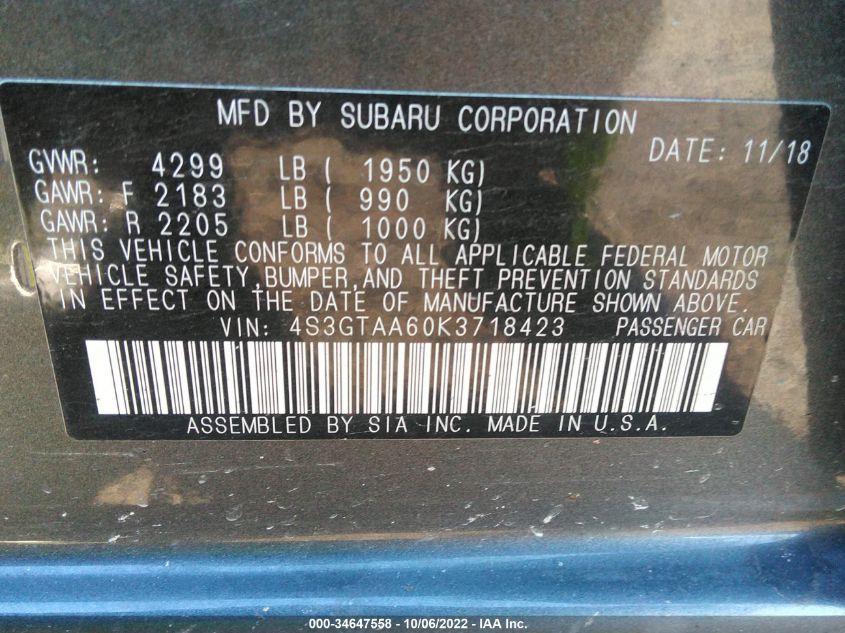 MFD BY SUBARU CORPORATION
DATE: 11/18
GVWR: 4299 LB ( 1950 KG)
GAWR: F 2183 LB ( 990 KG)
GAWR: R 2205 LB ( 1000 KG)
THIS VEHICLE CONFORMS TO ALL APPLICABLE FEDERAL MOTOR
VEHICLE SAFETY,BUMPER,AND THEFT PREVENTION STANDARDS
IN EFFECT ON THE DATE OF MANUFACTURE SHOWN ABOVE.
VIN: 4S3GTAA60K3718423 PASSENGER CAR
ASSEMBLED BY SIA INC. MADE IN U.S.A.
000-34647558 - 10/06/2022 - IAA Inc.